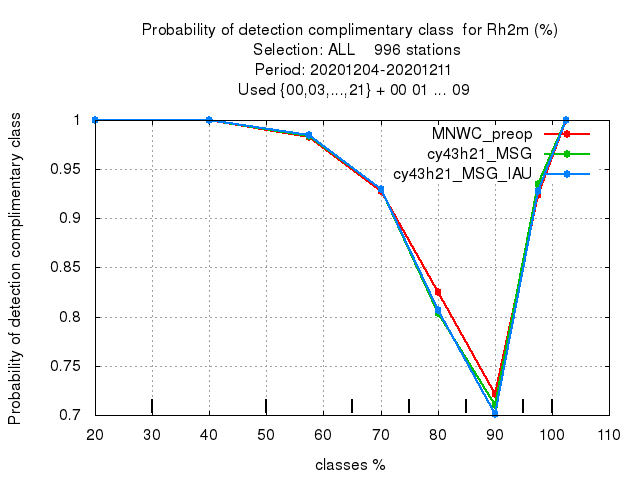 Probability of detection complimentary class  for Rh2m (%)
Selection: ALL    996 stations
Period: 20201204-20201211
Used {00,03,...,21} + 00 01 ... 09
Probability of detection complimentary class
1
0.95
0.9
0.85
0.8
0.75
0.7
MNWC_preop
cy43h21_MSG
cy43h21_MSG_IAU
20 30 40 50 60 70 80 90 100 110
classes %